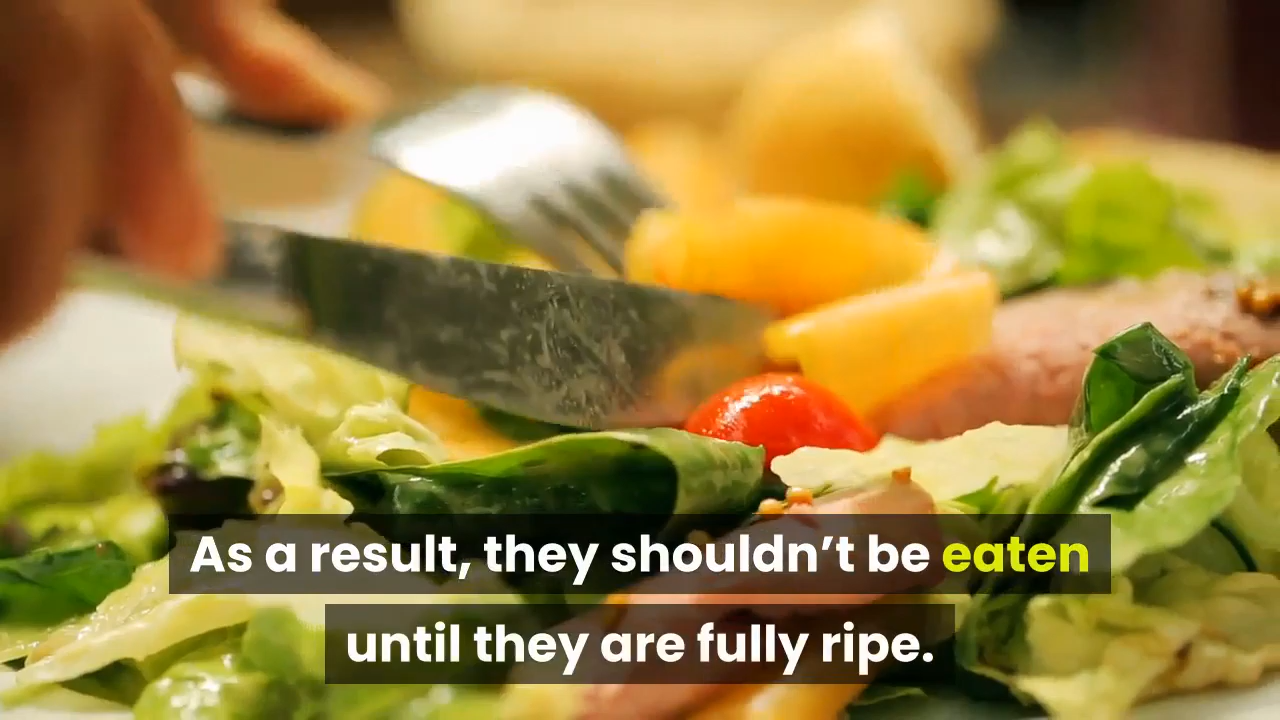 As a result, they shouldn’t be eaten
until they are fully ripe.